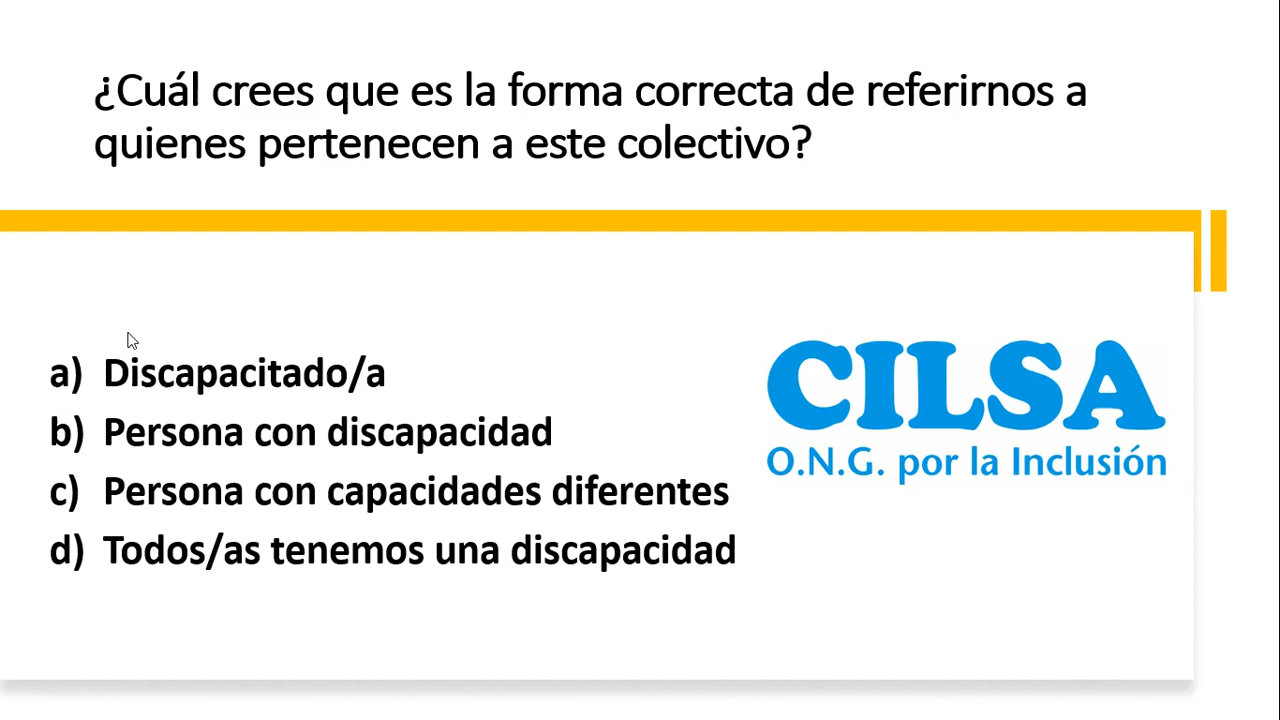 ¿Cuál crees que es la forma correcta de referirnos a
quienes pertenecen a este colectivo?
a) Discapacitado/a
b) Persona con discapacidad
c) Persona con capacidades diferentes
d) Todos/as tenemos una discapacidad
CILSA
O.N.G. por la Inclusión